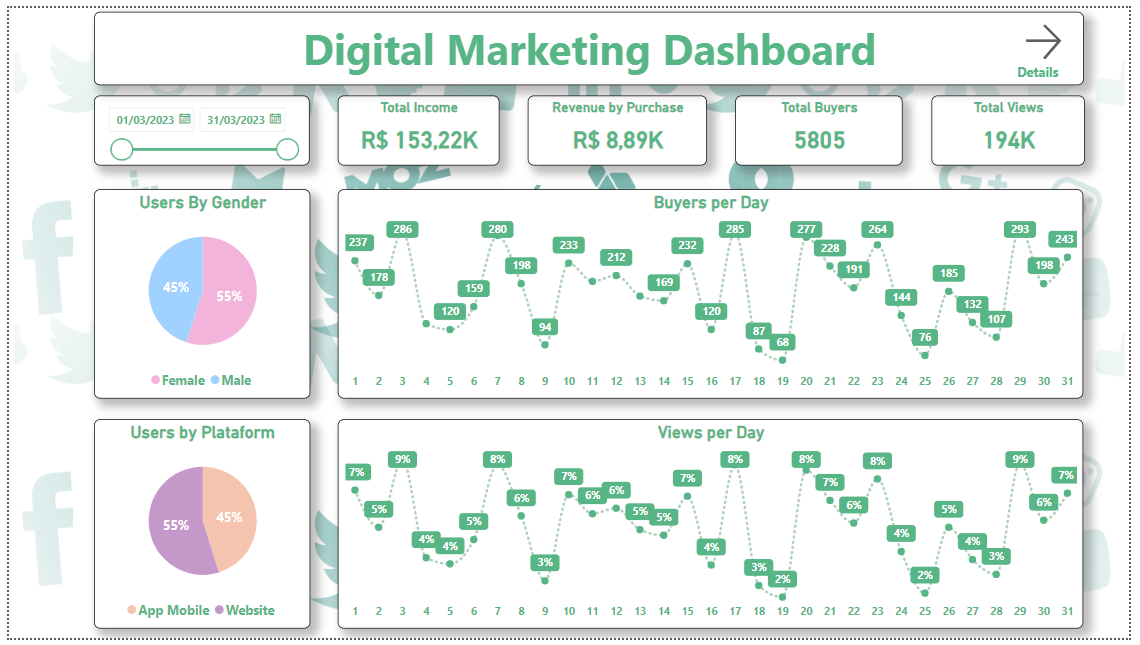 Digital Marketing Dashboard
Details
01/03/2023 31/03/2023
Total Income
R$ 153,22K
Revenue by Purchase
R$ 8,89K
Total Buyers
5805
Total Views
194K
Users By Gender
45% 55%
Female Male
Buyers per Day
237 178 286 120 159 280 198 94 233 212 169 232 120 285 87 68 277 228 191 264 144 76 185 132 107 293 198 243
1 2 3 4 5 6 7 8 9 10 11 12 13 14 15 16 17 18 19 20 21 22 23 24 25 26 27 28 29 30 31
Users by Plataform
55% 45%
App Mobile Website
Views per Day
7% 5% 9% 4% 4% 5% 8% 6% 3% 7% 6% 6% 5% 5% 7% 4% 8% 3% 2% 8% 7% 6% 8% 4% 2% 5% 4% 3% 9% 6% 7%
1 2 3 4 5 6 7 8 9 10 11 12 13 14 15 16 17 18 19 20 21 22 23 24 25 26 27 28 29 30 31
MOZ
G+